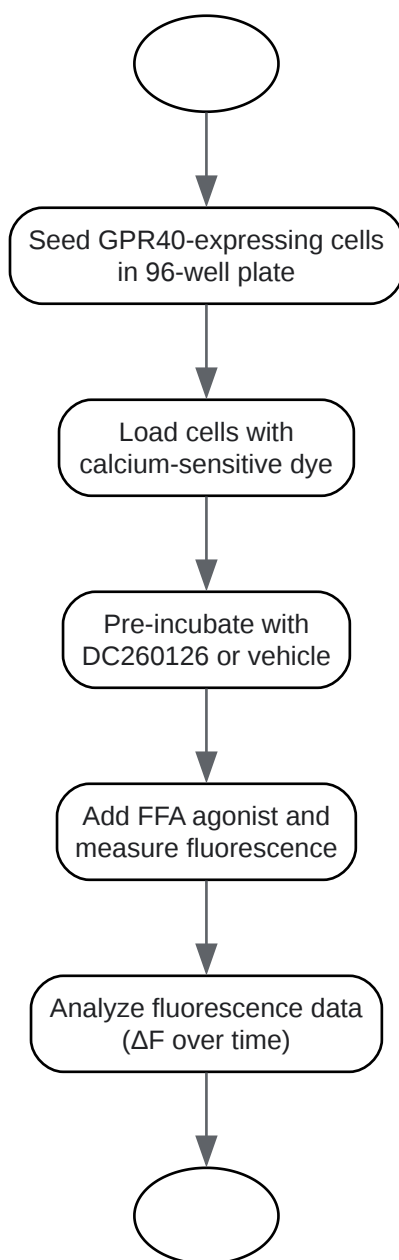 Seed GPR40-expressing cells
in 96-well plate
Load cells with
calcium-sensitive dye
Pre-incubate with
DC260126 or vehicle
Add FFA agonist and
measure fluorescence
Analyze fluorescence data
(ΔF over time)